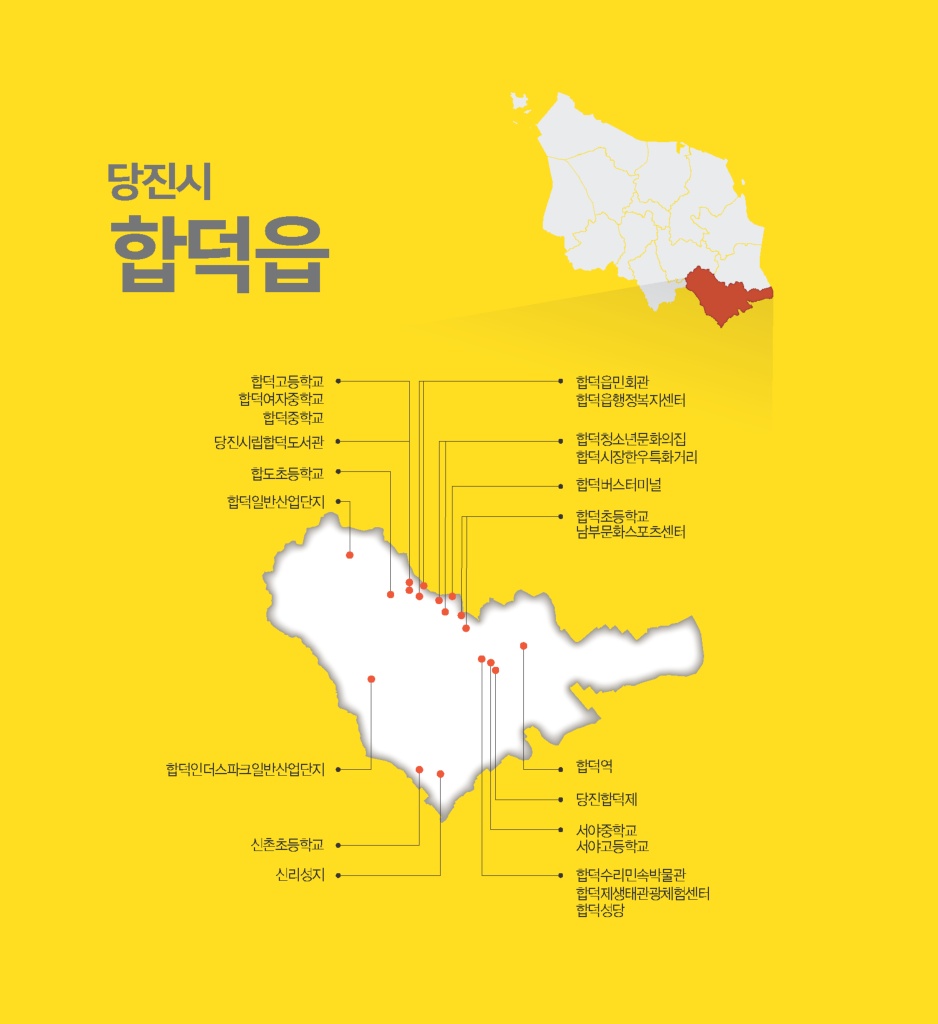 당진시
합덕읍
합덕고등학교
합덕여자중학교
합덕중학교
당진시립합덕도서관
합도초등학교
합덕일반산업단지
합덕읍민회관
합덕읍행정복지센터
합덕청소년문화의집
합덕시장한우특화거리
합덕버스터미널
합덕초등학교
남부문화스포츠센터
합덕인더스파크일반산업단지
신촌초등학교
신리성지
합덕역
당진합덕제
서야중학교
서야고등학교
합덕수리민속박물관
합덕제생태관광체험센터
합덕성당